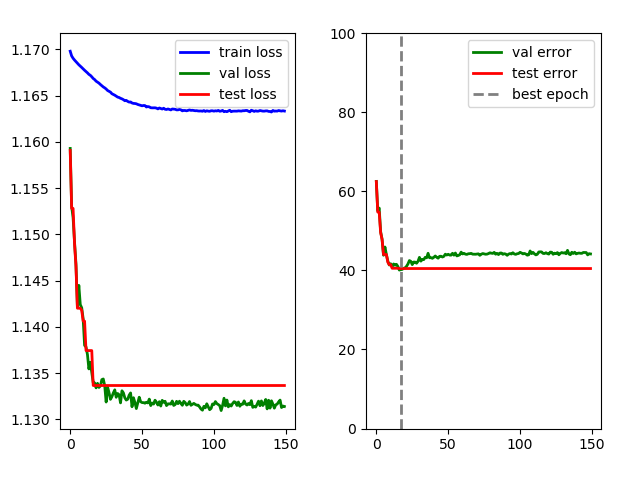 train loss
val loss
test loss
1.170
1.165
1.160
1.155
1.150
1.145
1.140
1.135
1.130
0 50 100 150
val error
test error
best epoch
100
80
60
40
20
0
0 50 100 150